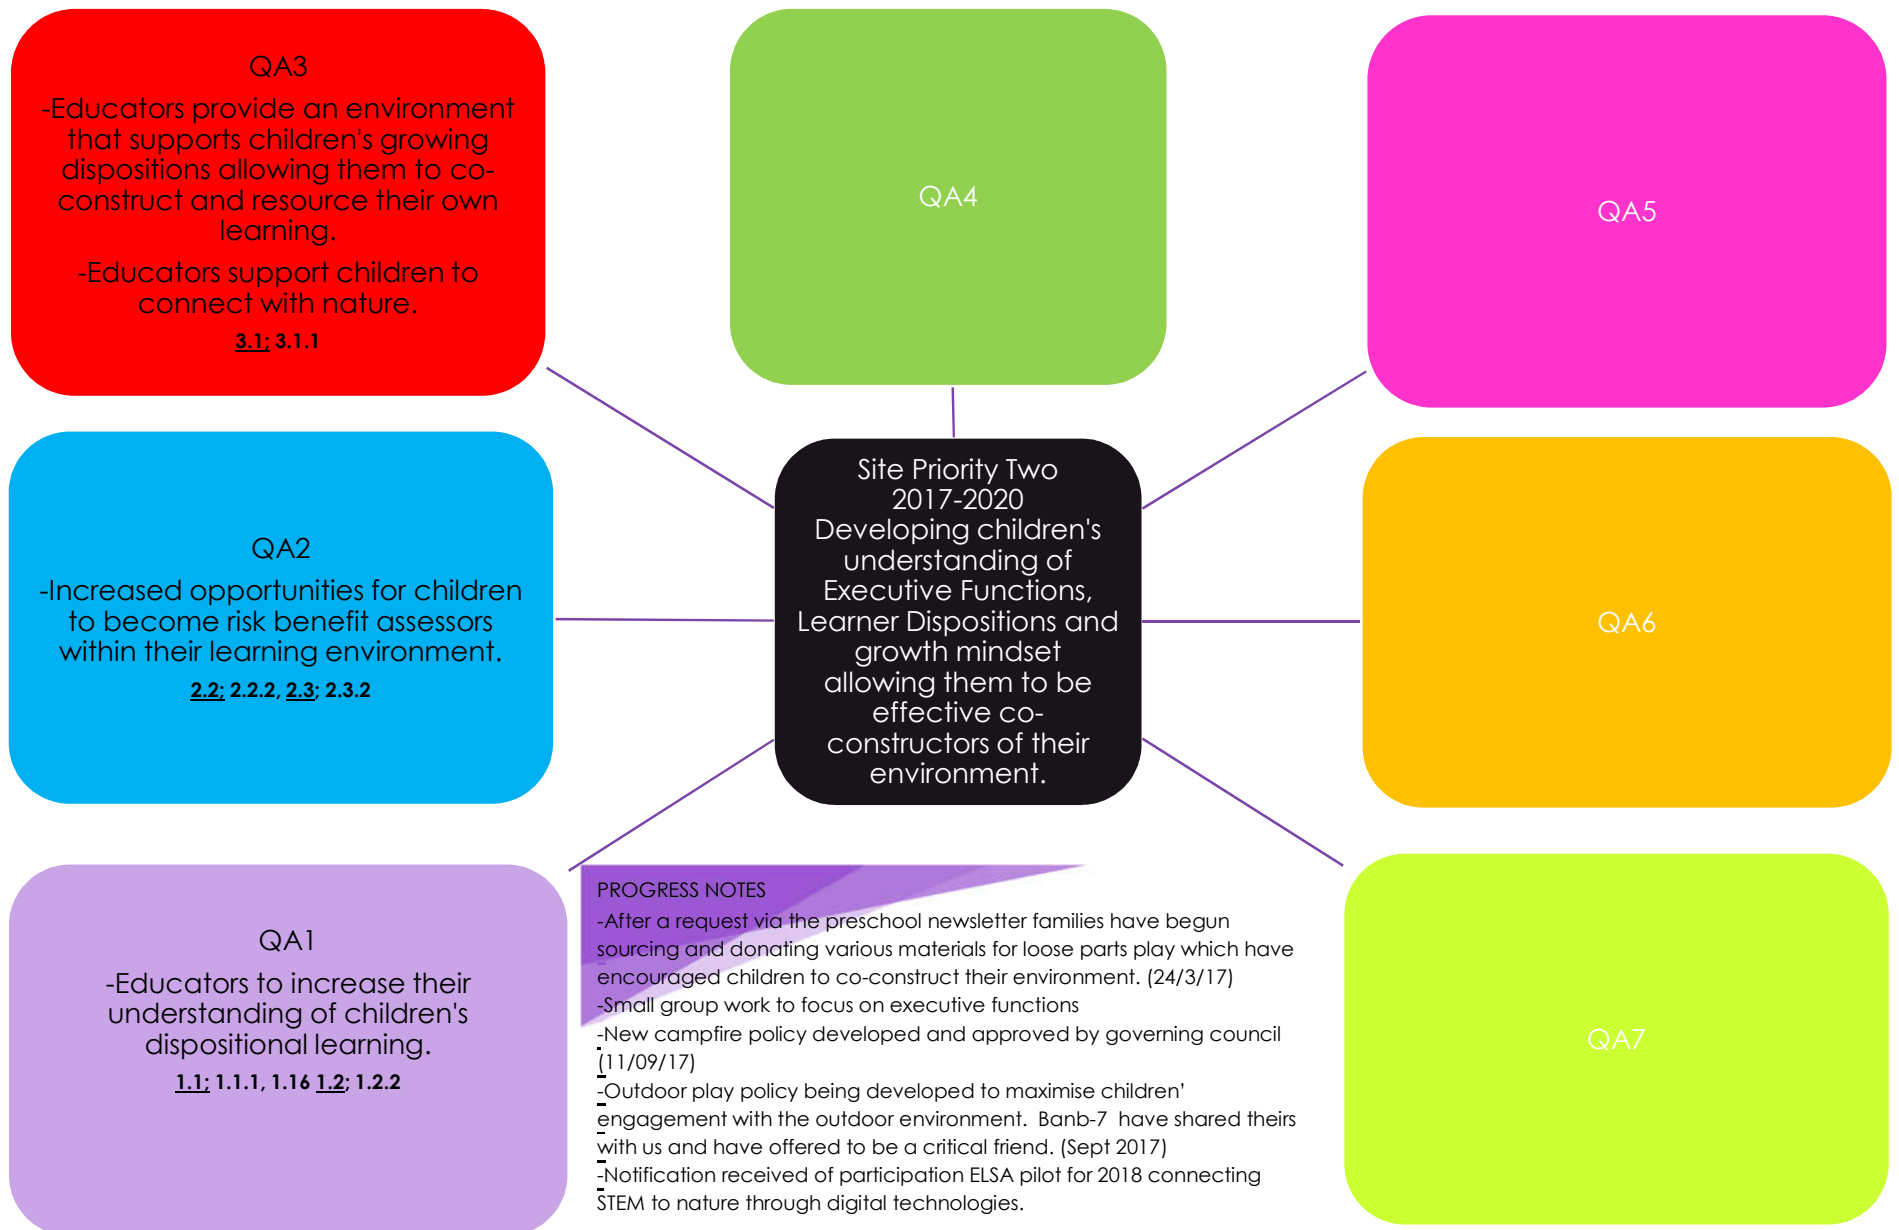 QA3
-Educators provide an environment
that supports children's growing
dispositions allowing them to co-
construct and resource their own
learning.
-Educators support children to
connect with nature.
3.1; 3.1.1
QA4
QA5
QA2
-Increased opportunities for children
to become risk benefit assessors
within their learning environment.
2.2; 2.2.2, 2.3; 2.3.2
Site Priority Two
2017-2020
Developing children's
understanding of
Executive Functions,
Learner Dispositions and
growth mindset
allowing them to be
effective co-
constructors of their
environment.
QA6
QA1
-Educators to increase their
understanding of children's
dispositional learning.
1.1; 1.1.1, 1.16 1.2; 1.2.2
PROGRESS NOTES
-After a request via the preschool newsletter families have begun
sourcing and donating various materials for loose parts play which have
encouraged children to co-construct their environment. (24/3/17)
-Small group work to focus on executive functions
-New campfire policy developed and approved by governing council
(11/09/17)
-Outdoor play policy being developed to maximise children'
engagement with the outdoor environment.  Banb-7  have shared theirs
with us and have offered to be a critical friend. (Sept 2017)
-Notification received of participation ELSA pilot for 2018 connecting
STEM to nature through digital technologies.
QA7